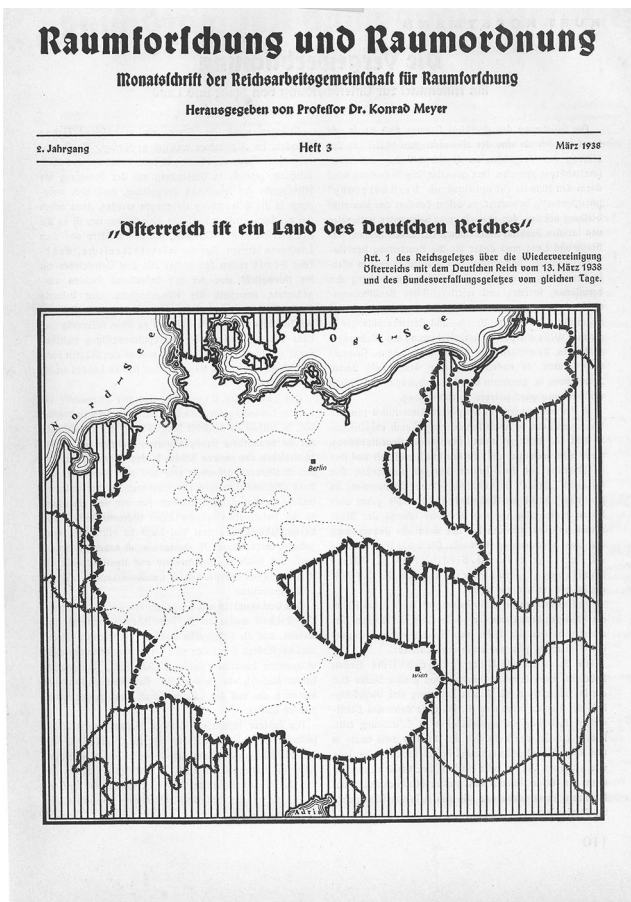 Raumforschung und Raumordnung
Monatsschrift der Reichsarbeitsgemeinschaft für Raumforschung
Herausgegeben von Professor Dr. Konrad Meyer
2. Jahrgang Heft 3 März 1938
„Österreich ist ein Land des Deutschen Reiches“
Art. 1 des Reichsgesetzes über die Wiedervereinigung
Österreichs mit dem Deutschen Reich vom 13. März 1938
und des Bundesverfassungsgesetzes vom gleichen Tage.
Nord-See
Ost-See
Berlin
Wien
Adria